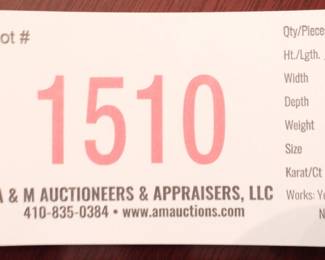 ot #
1510
A & M AUCTIONEERS & APPRAISERS, LLC
410-835-0384 • www.amauctions.com
Qty/Piece
Ht./Lgth.
Width
Depth
Weight
Size
Karat/Ct
Works: Ye
N